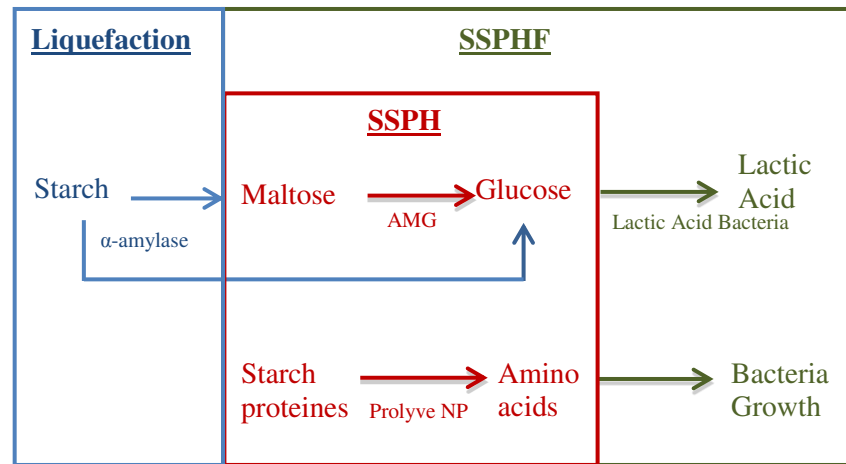 Liquefaction
SSPHF
SSPH
Starch
α-amylase
Maltose
AMG
Glucose
Lactic
Acid
Lactic Acid Bacteria
Starch
proteines
Prolyve NP
Amino
acids
Bacteria
Growth